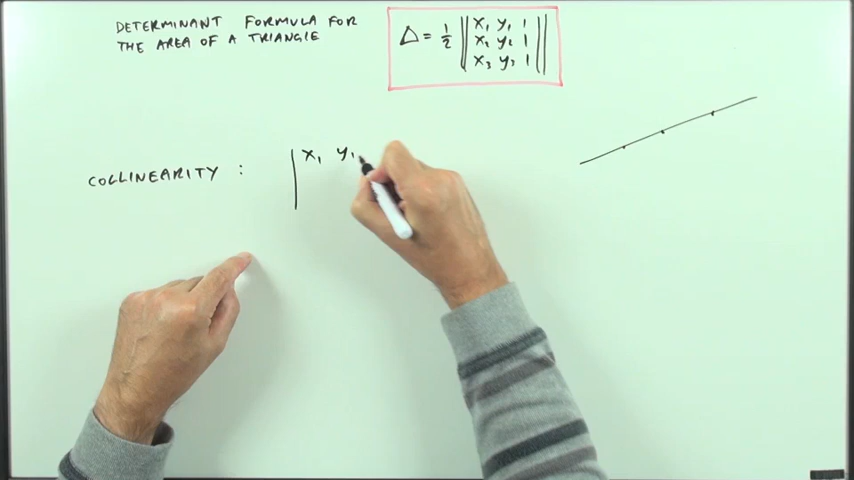 DETERMINANT FORMULA FOR
THE AREA OF A TRIANGLE
Δ = 1/2 || x₁ y₁ 1
x₂ y₂ 1
x₃ y₃ 1 ||
COLLINEARITY :
| x₁ y₁